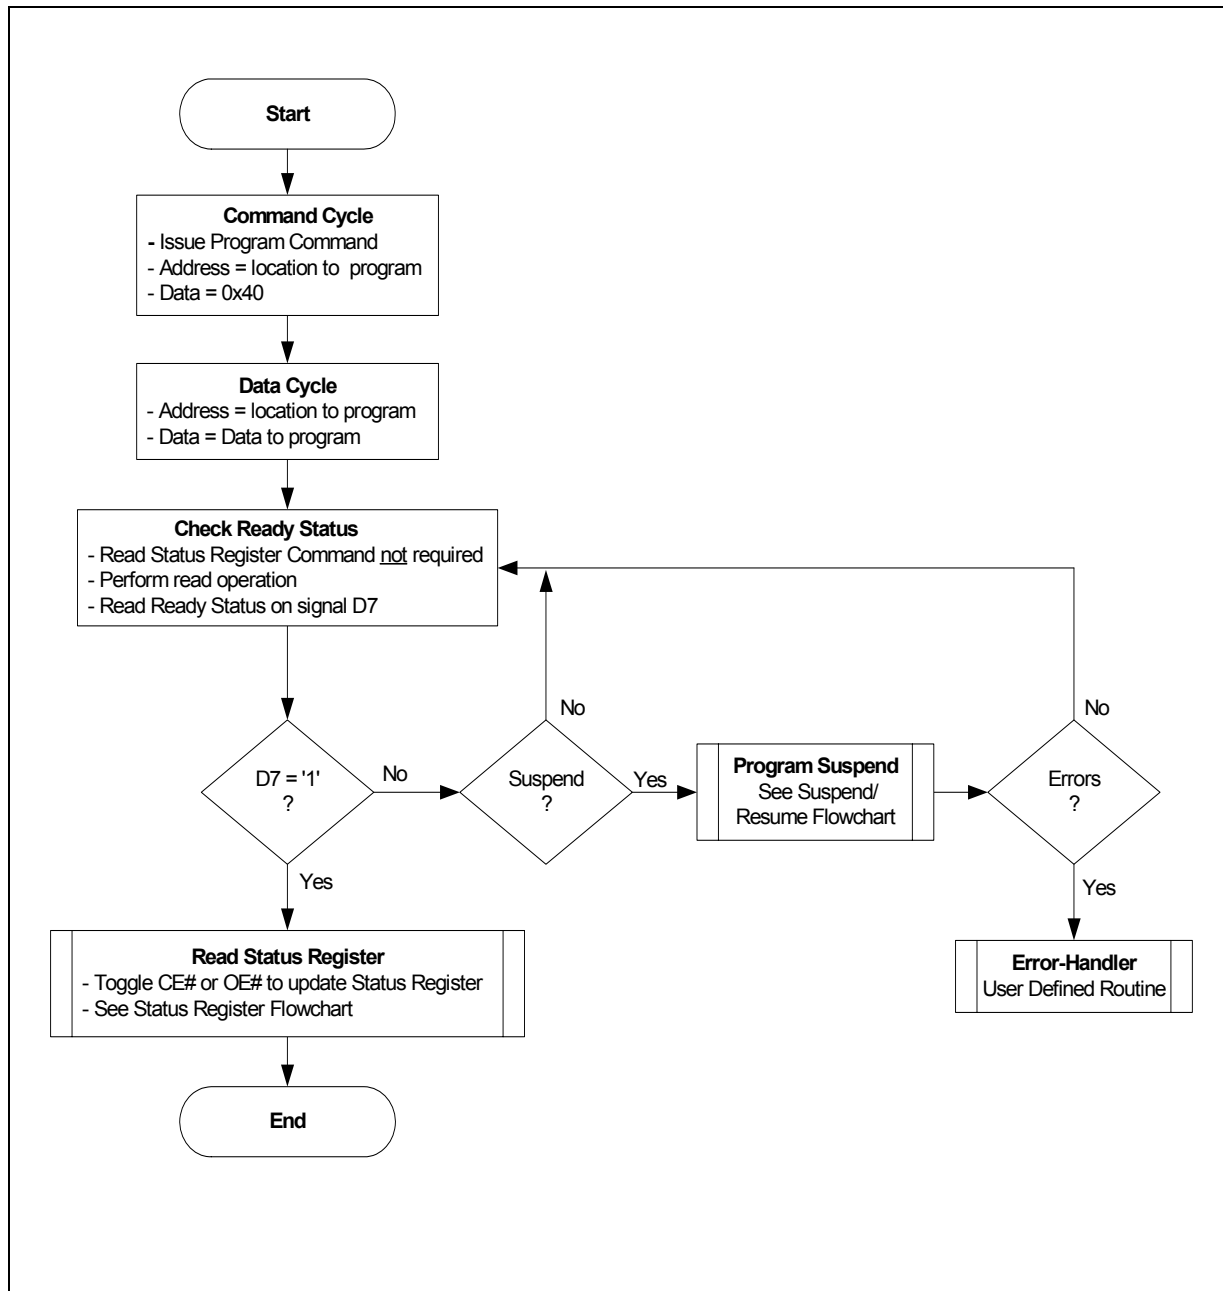 Start
Command Cycle
- Issue Program Command
- Address = location to program
- Data = 0x40
Data Cycle
- Address = location to program
- Data = Data to program
Check Ready Status
- Read Status Register Command not required
- Perform read operation
- Read Ready Status on signal D7
D7 = '1'
?
No
Suspend
?
No
Yes
Program Suspend
See Suspend/
Resume Flowchart
Errors
?
No
Yes
Error-Handler
User Defined Routine
Yes
Read Status Register
- Toggle CE# or OE# to update Status Register
- See Status Register Flowchart
End